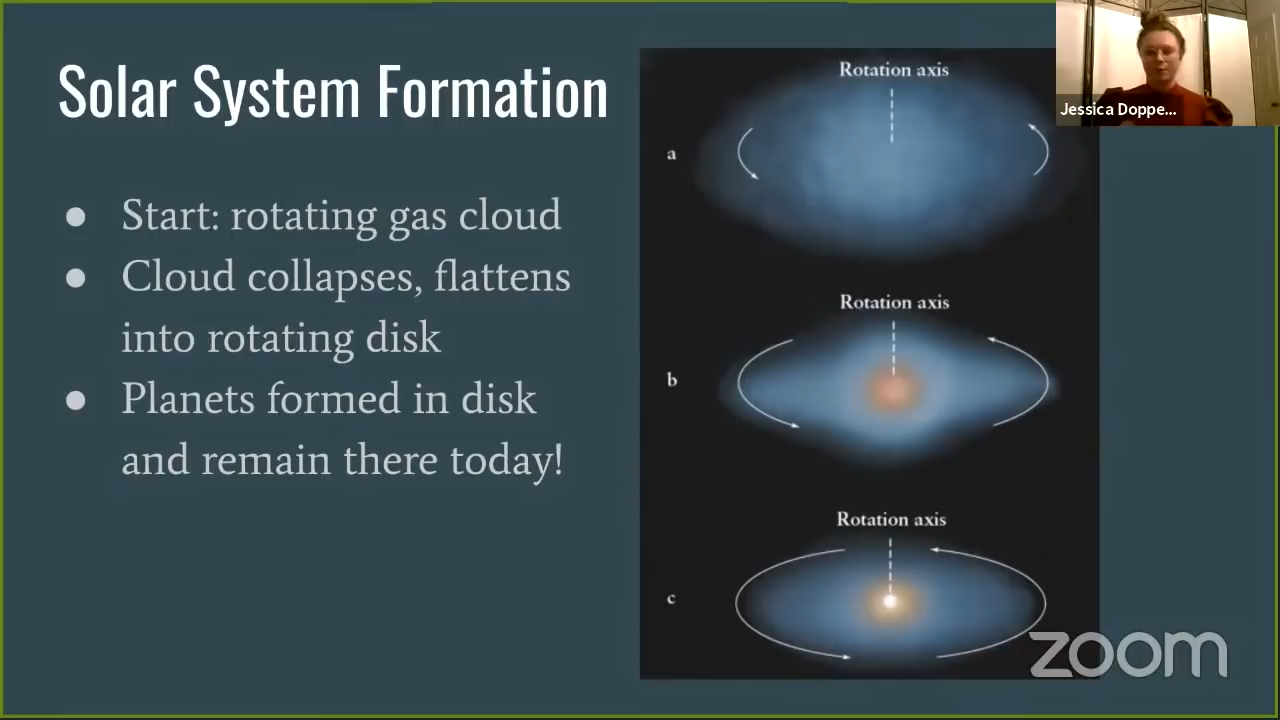 Solar System Formation
● Start: rotating gas cloud
● Cloud collapses, flattens
into rotating disk
● Planets formed in disk
and remain there today!
Rotation axis
a
Rotation axis
b
Rotation axis
c
Jessica Doppe...
zoom